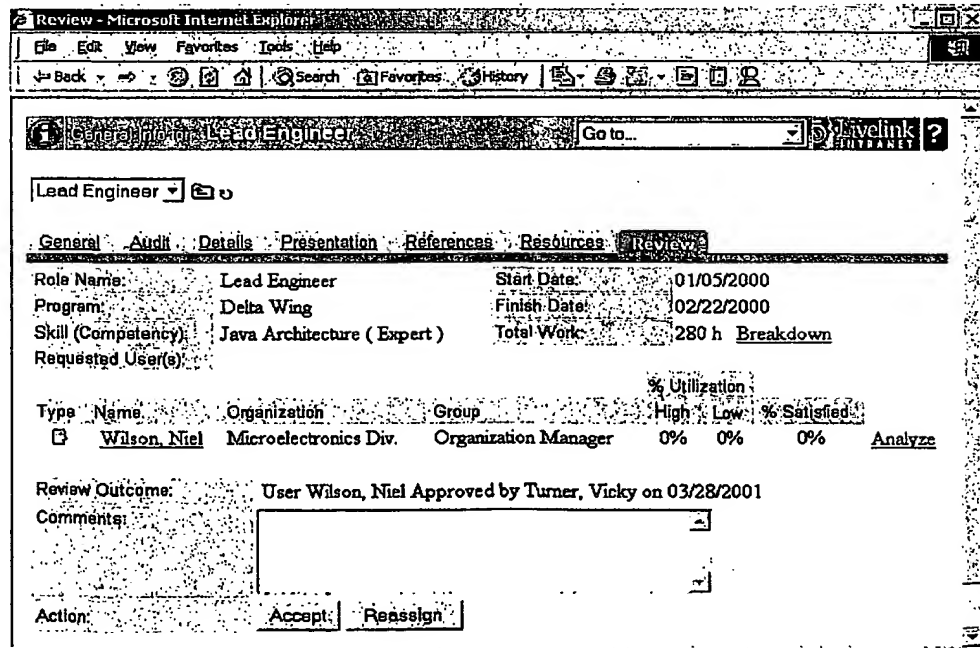 Review - Microsoft Internet Explorer
File Edit View Favorites Tools Help
Back Search Favorites History
General Info for: Lead Engineer Go to... Livelink ?
INTRANET
Lead Engineer
General Audit Details Presentation References Resources Review
Role Name: Lead Engineer Start Date: 01/05/2000
Program: Delta Wing Finish Date: 02/22/2000
Skill (Competency): Java Architecture ( Expert ) Total Work: 280 h Breakdown
Requested User(s):
% Utilization
Type Name Organization Group High Low % Satisfied
Wilson, Niel Microelectronics Div. Organization Manager 0% 0% 0% Analyze
Review Outcome: User Wilson, Niel Approved by Turner, Vicky on 03/28/2001
Comments:
Action: Accept Reassign